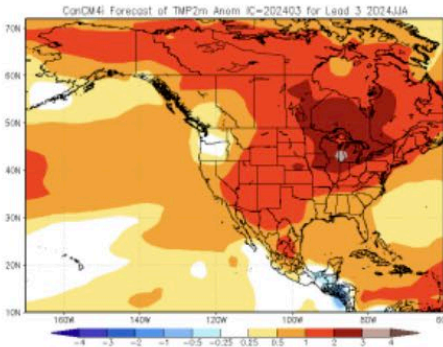 CanCM4i Forecast of TMP2m Anem IC=202403 for Lead 3 2024JJA
70N
60N
50N
40N
30N
20N
10N
160W 140W 120W 100W 80W 60
-4 -3 -2 -1 -0.5 -0.25 0.25 0.5 1 2 3 4